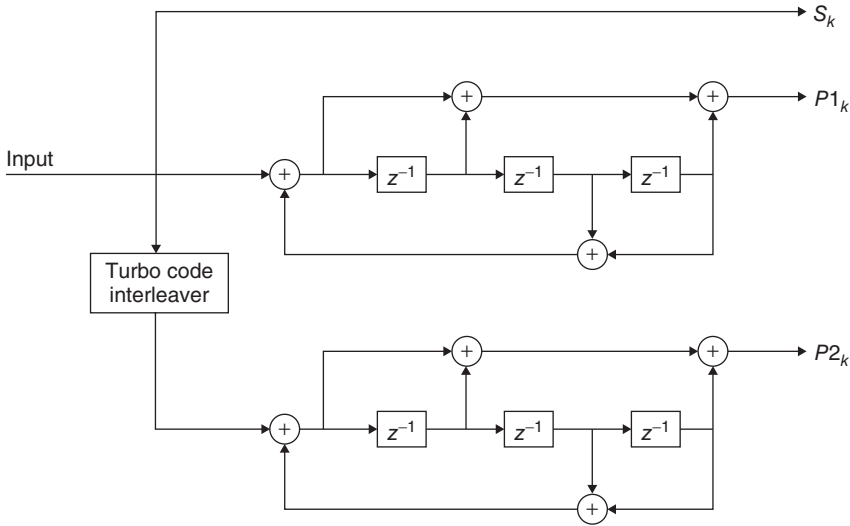 S_k
+ + P1_k
Input
+ z⁻¹ z⁻¹ z⁻¹
+
Turbo code
interleaver
+ + P2_k
+ z⁻¹ z⁻¹ z⁻¹
+